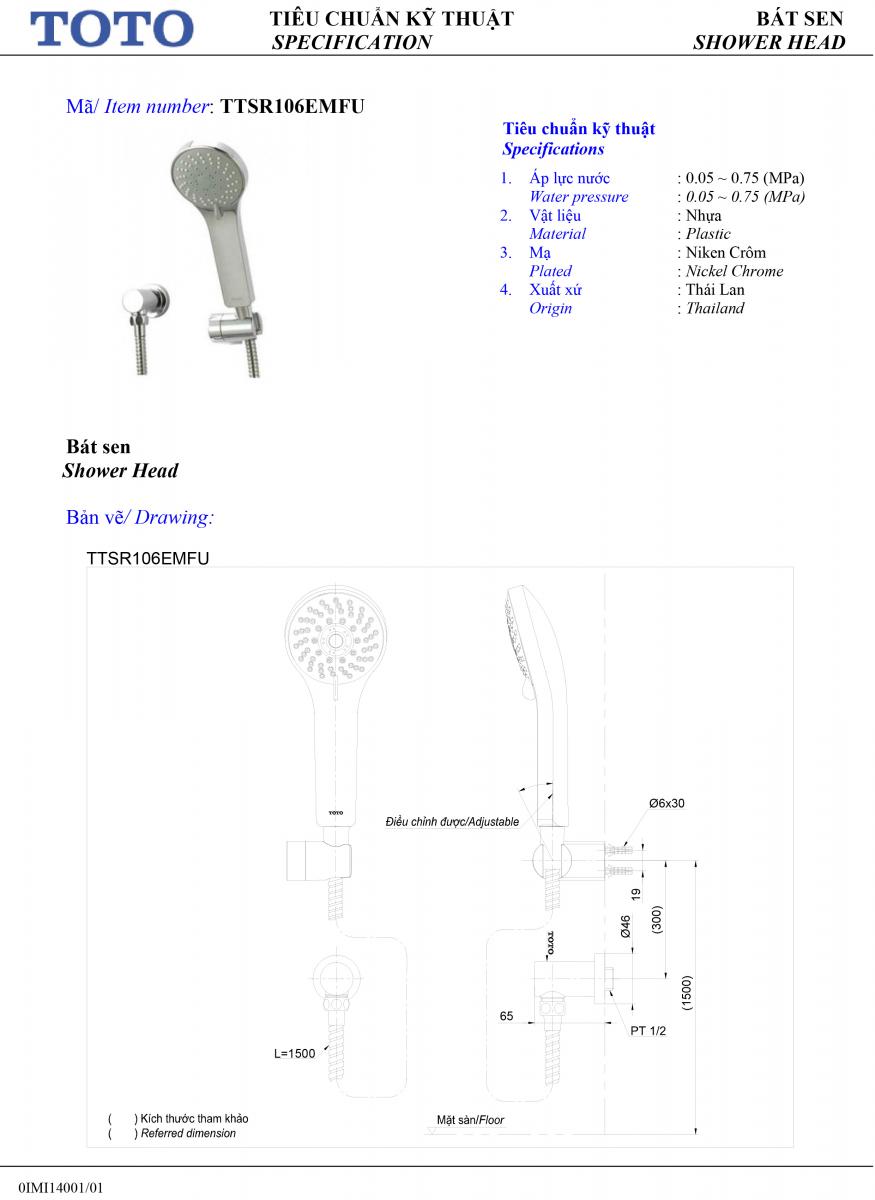 TOTO
TIÊU CHUẨN KỸ THUẬT
SPECIFICATION
BÁT SEN
SHOWER HEAD
Mã/ Item number: TTSR106EMFU
Tiêu chuẩn kỹ thuật
Specifications
1. Áp lực nước : 0.05 ~ 0.75 (MPa)
Water pressure : 0.05 ~ 0.75 (MPa)
2. Vật liệu : Nhựa
Material : Plastic
3. Mạ : Niken Crôm
Plated : Nickel Chrome
4. Xuất xứ : Thái Lan
Origin : Thailand
Bát sen
Shower Head
Bản vẽ/ Drawing:
TTSR106EMFU
TOTO
Điều chỉnh được/Adjustable
Ø6x30
19
(300)
Ø46
TOTO
(1500)
65
PT 1/2
L=1500
( ) Kích thước tham khảo
( ) Referred dimension
Mặt sàn/Floor
0IMI14001/01